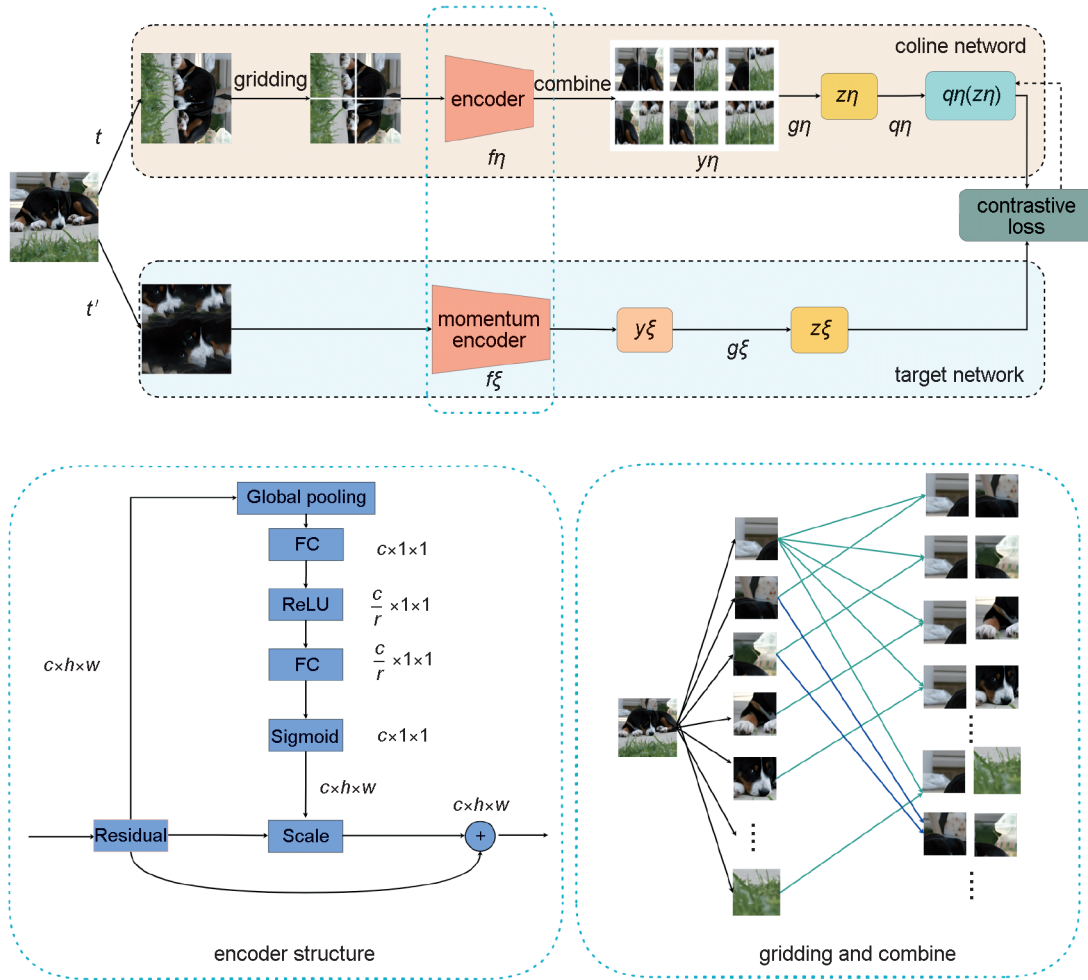 coline netword
gridding
encoder
combine
zη
qη(zη)
t
gη
qη
fη
yη
contrastive
loss
t'
momentum
encoder
yξ
zξ
gξ
fξ
target network
Global pooling
FC
c×1×1
ReLU
c/r ×1×1
c×h×w
FC
c/r ×1×1
Sigmoid
c×1×1
c×h×w
c×h×w
Residual
Scale
+
encoder structure
gridding and combine